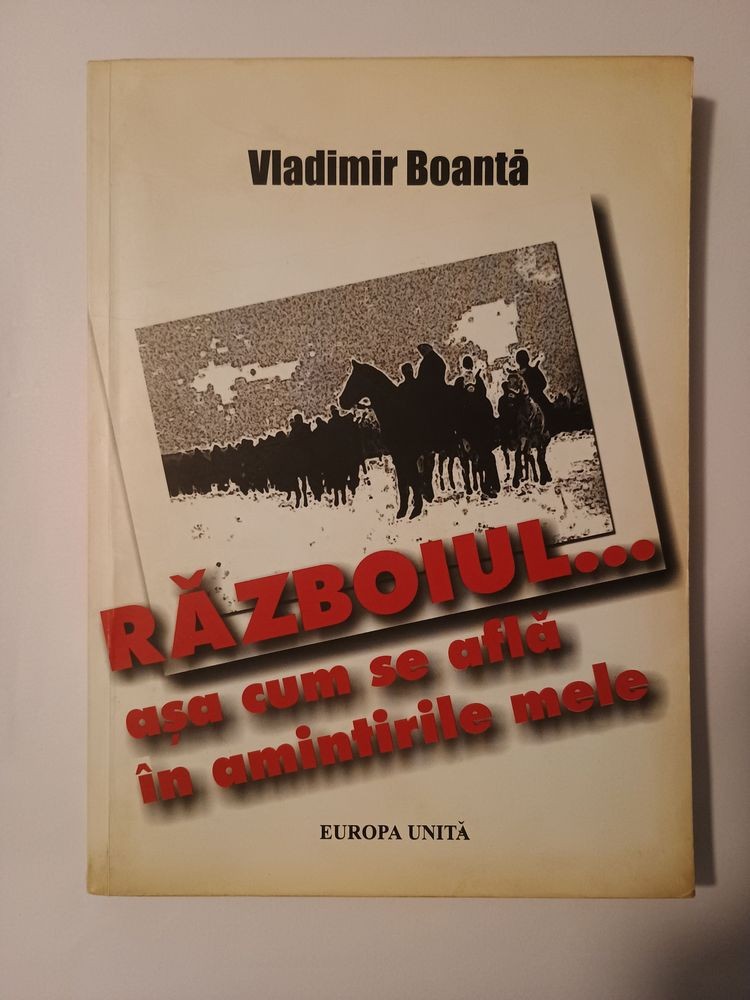 Vladimir Boantă
RĂZBOIUL...
așa cum se află
în amintirile mele
EUROPA UNITĂ